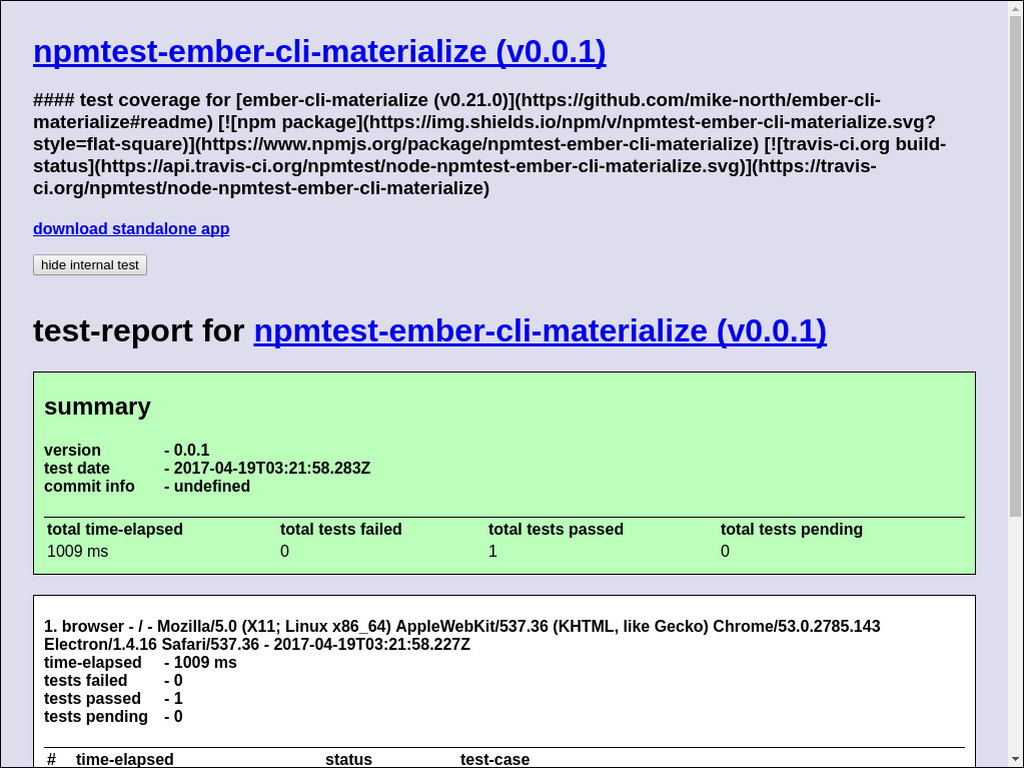 npmtest-ember-cli-materialize (v0.0.1)
#### test coverage for [ember-cli-materialize (v0.21.0)](https://github.com/mike-north/ember-cli-
materialize#readme) [![npm package](https://img.shields.io/npm/v/npmtest-ember-cli-materialize.svg?
style=flat-square)](https://www.npmjs.org/package/npmtest-ember-cli-materialize) [![travis-ci.org build-
status](https://api.travis-ci.org/npmtest/node-npmtest-ember-cli-materialize.svg)](https://travis-
ci.org/npmtest/node-npmtest-ember-cli-materialize)
download standalone app
hide internal test
test-report for npmtest-ember-cli-materialize (v0.0.1)
summary
version - 0.0.1
test date - 2017-04-19T03:21:58.283Z
commit info - undefined
total time-elapsed total tests failed total tests passed total tests pending
1009 ms 0 1 0
1. browser - / - Mozilla/5.0 (X11; Linux x86_64) AppleWebKit/537.36 (KHTML, like Gecko) Chrome/53.0.2785.143
Electron/1.4.16 Safari/537.36 - 2017-04-19T03:21:58.227Z
time-elapsed - 1009 ms
tests failed - 0
tests passed - 1
tests pending - 0
# time-elapsed status test-case